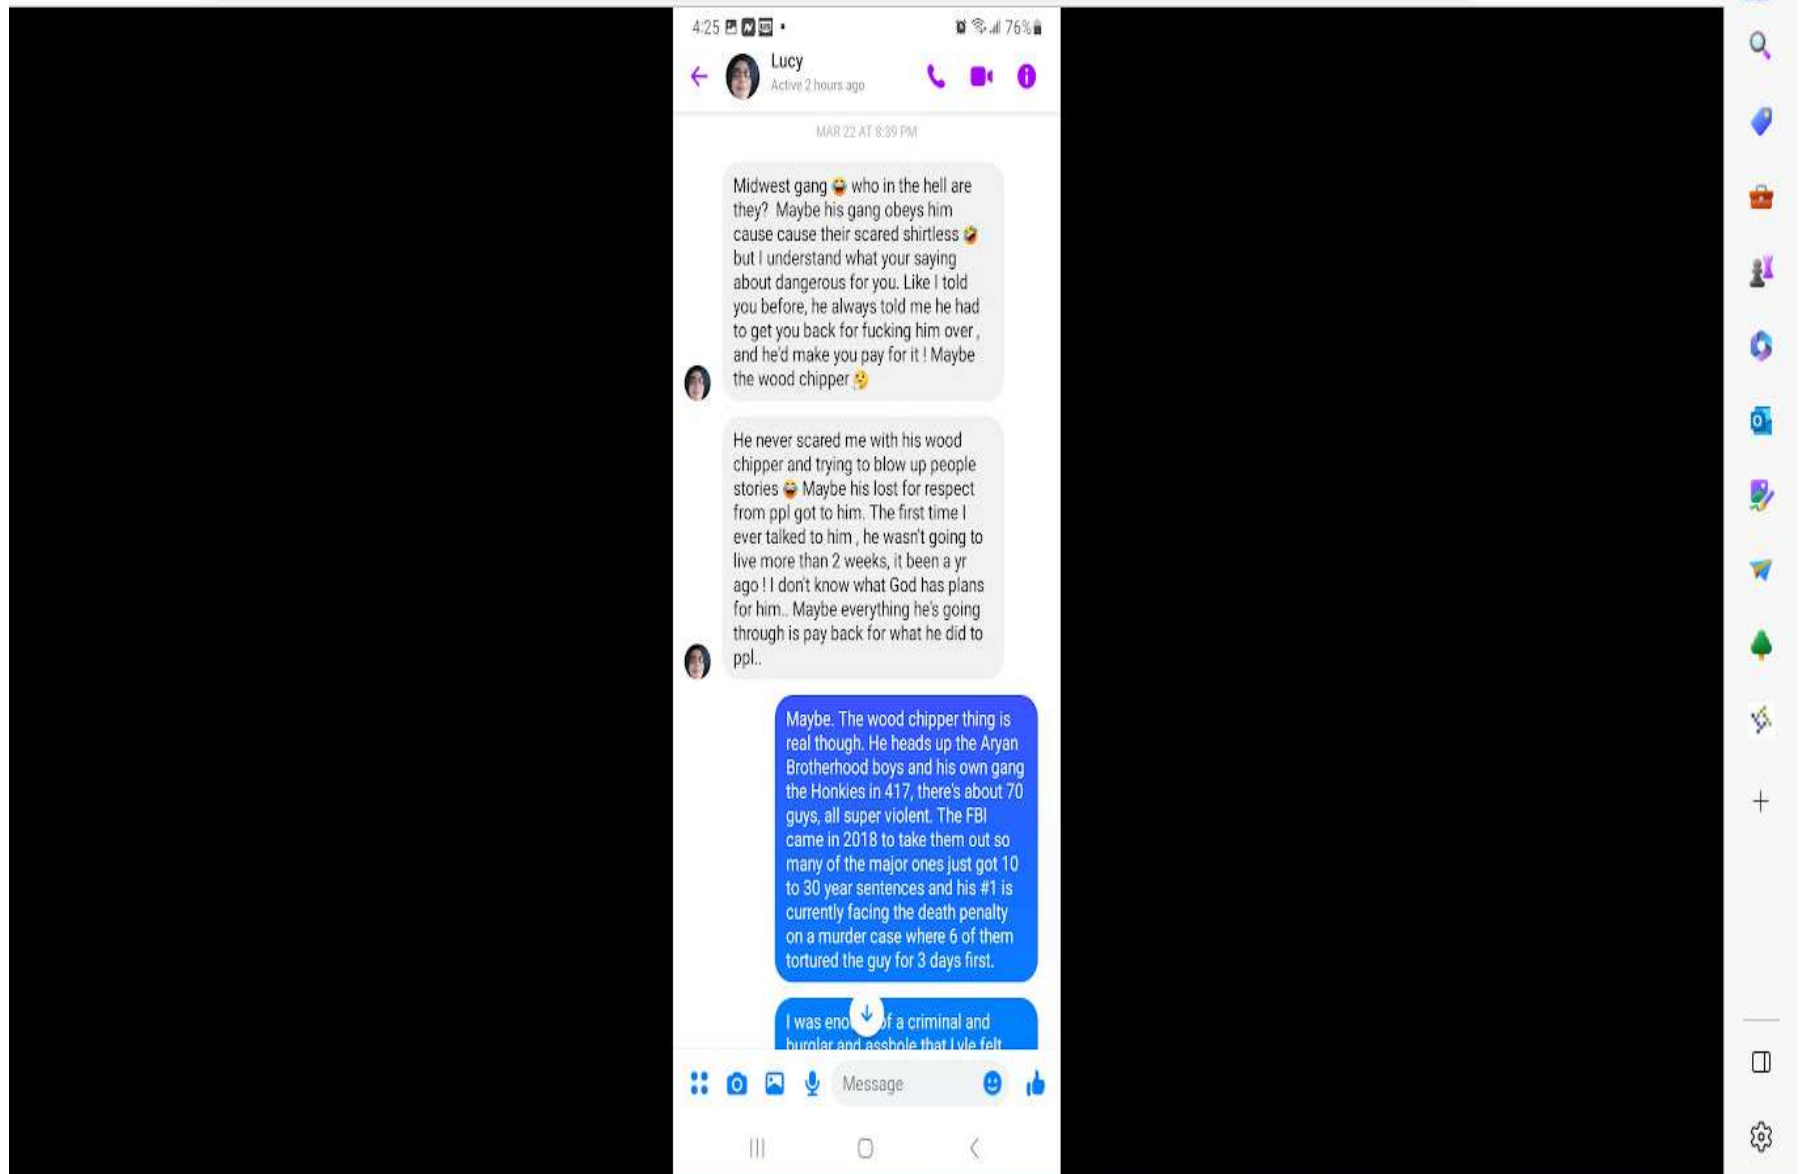 4:25 76%
Lucy
Active 2 hours ago
MAR 22 AT 8:39 PM
Midwest gang 😂 who in the hell are
they? Maybe his gang obeys him
cause cause their scared shirtless 🤣
but I understand what your saying
about dangerous for you. Like I told
you before, he always told me he had
to get you back for fucking him over ,
and he'd make you pay for it ! Maybe
the wood chipper 🤔
He never scared me with his wood
chipper and trying to blow up people
stories 😂 Maybe his lost for respect
from ppl got to him. The first time I
ever talked to him , he wasn't going to
live more than 2 weeks, it been a yr
ago ! I don't know what God has plans
for him.. Maybe everything he's going
through is pay back for what he did to
ppl..
Maybe. The wood chipper thing is
real though. He heads up the Aryan
Brotherhood boys and his own gang
the Honkies in 417, there's about 70
guys, all super violent. The FBI
came in 2018 to take them out so
many of the major ones just got 10
to 30 year sentences and his #1 is
currently facing the death penalty
on a murder case where 6 of them
tortured the guy for 3 days first.
I was eno of a criminal and
burglar and asshole that Lyle felt
Message